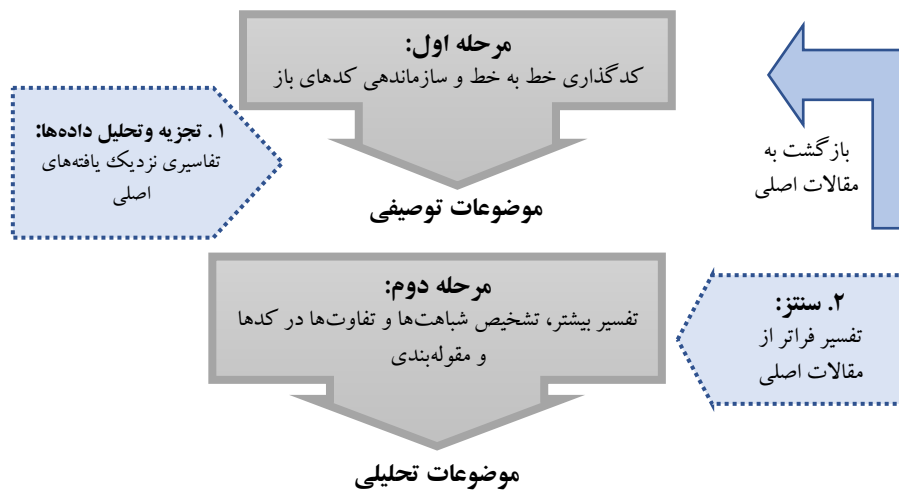 مرحله اول:
کدگذاری خط به خط و سازماندهی کدهای باز
۱. تجزیه وتحلیل داده‌ها:
تفاسیری نزدیک یافته‌های
اصلی
بازگشت به
مقالات اصلی
موضوعات توصیفی
مرحله دوم:
تفسیر بیشتر، تشخیص شباهت‌ها و تفاوت‌ها در کدها
و مقوله‌بندی
۲. سنتز:
تفسیر فراتر از
مقالات اصلی
موضوعات تحلیلی